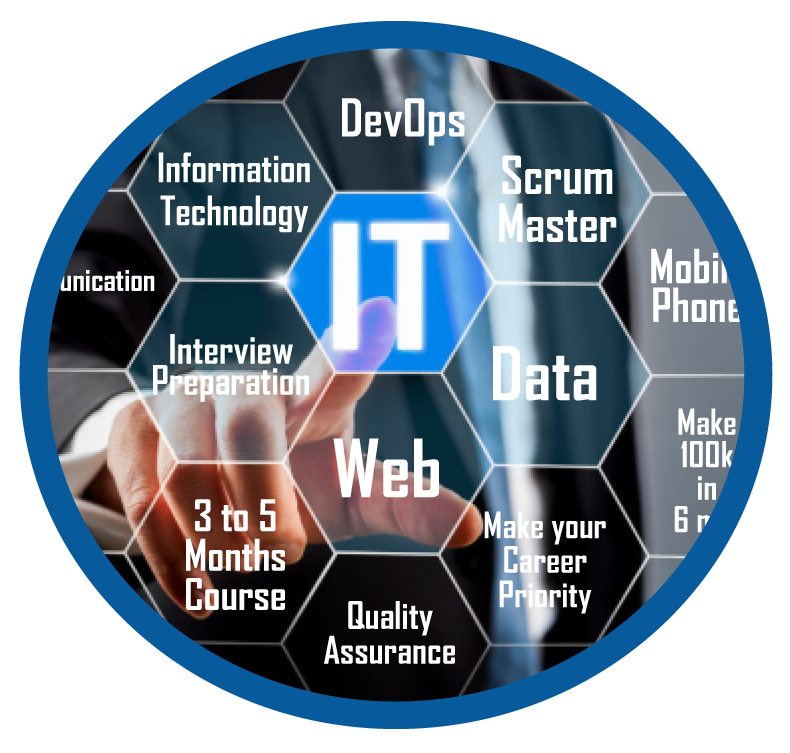 DevOps
Information
Technology
Scrum
Master
IT
Mobil
Phone
unication
Interview
Preparation
Data
Make
100k
in
6
Web
3 to 5
Months
Course
Make your
Career
Priority
Quality
Assurance